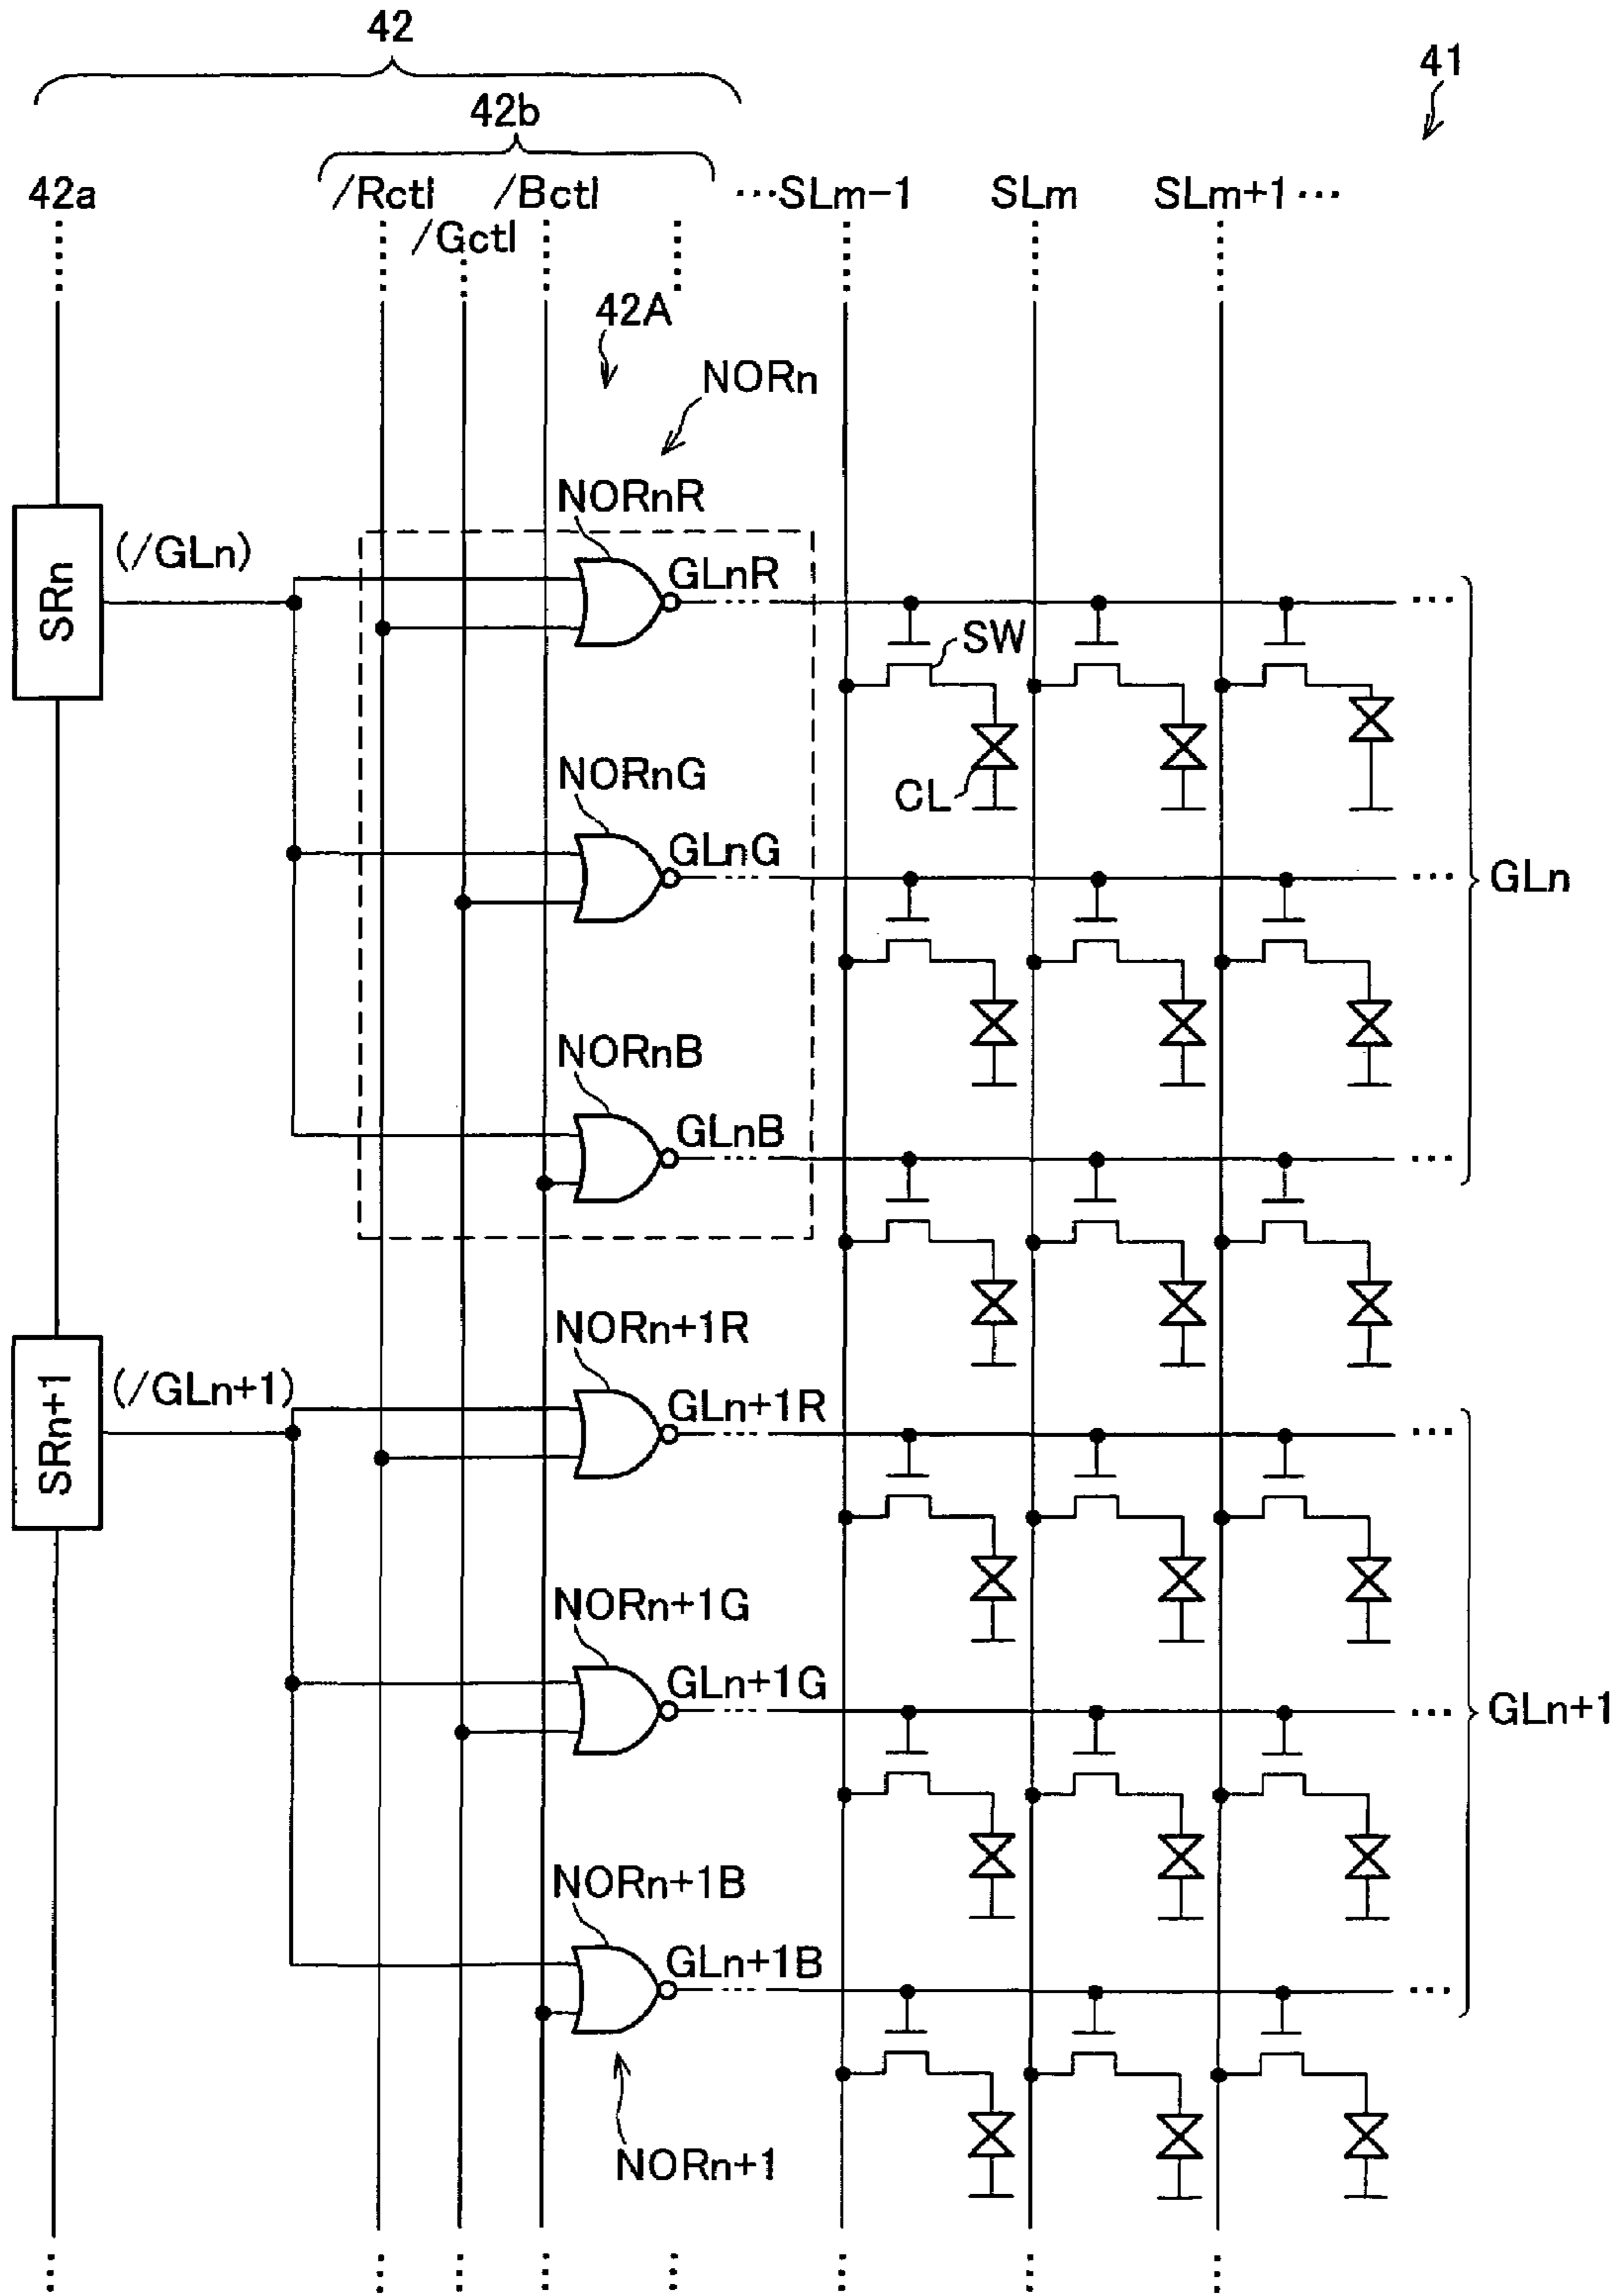 42
41
42b
42a
/Rctl
/Bctl
···SLm-1
SLm
SLm+1···
/Gctl
42A
NORn
NORnR
(/GLn)
GLnR
···
SRn
SW
NORnG
CL
GLnG
···
GLn
NORnB
GLnB
···
NORn+1R
(/GLn+1)
GLn+1R
···
SRn+1
NORn+1G
GLn+1G
···
GLn+1
NORn+1B
GLn+1B
···
NORn+1